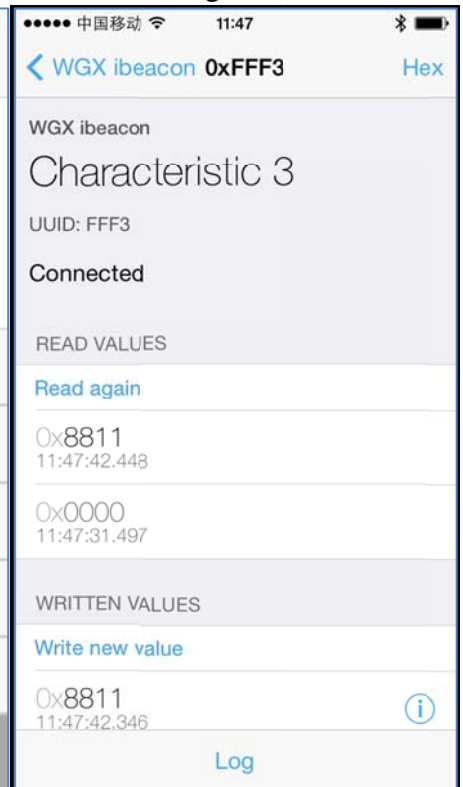 中国移动 11:47
WGX ibeacon 0xFFF3 Hex
WGX ibeacon
Characteristic 3
UUID: FFF3
Connected
READ VALUES
Read again
0x8811
11:47:42.448
0x0000
11:47:31.497
WRITTEN VALUES
Write new value
0x8811
11:47:42.346
Log